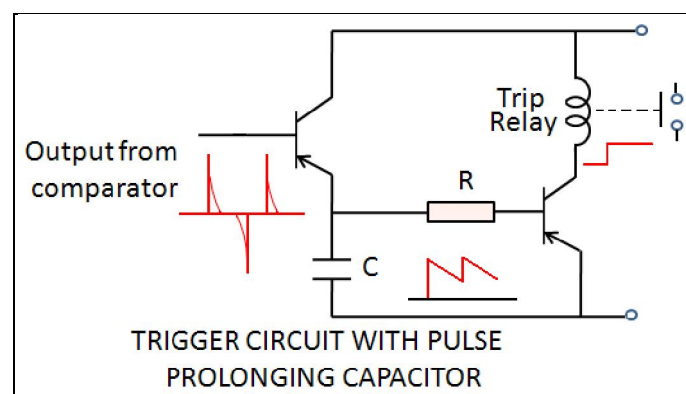 Trip
Relay
Output from
comparator
R
C
TRIGGER CIRCUIT WITH PULSE
PROLONGING CAPACITOR